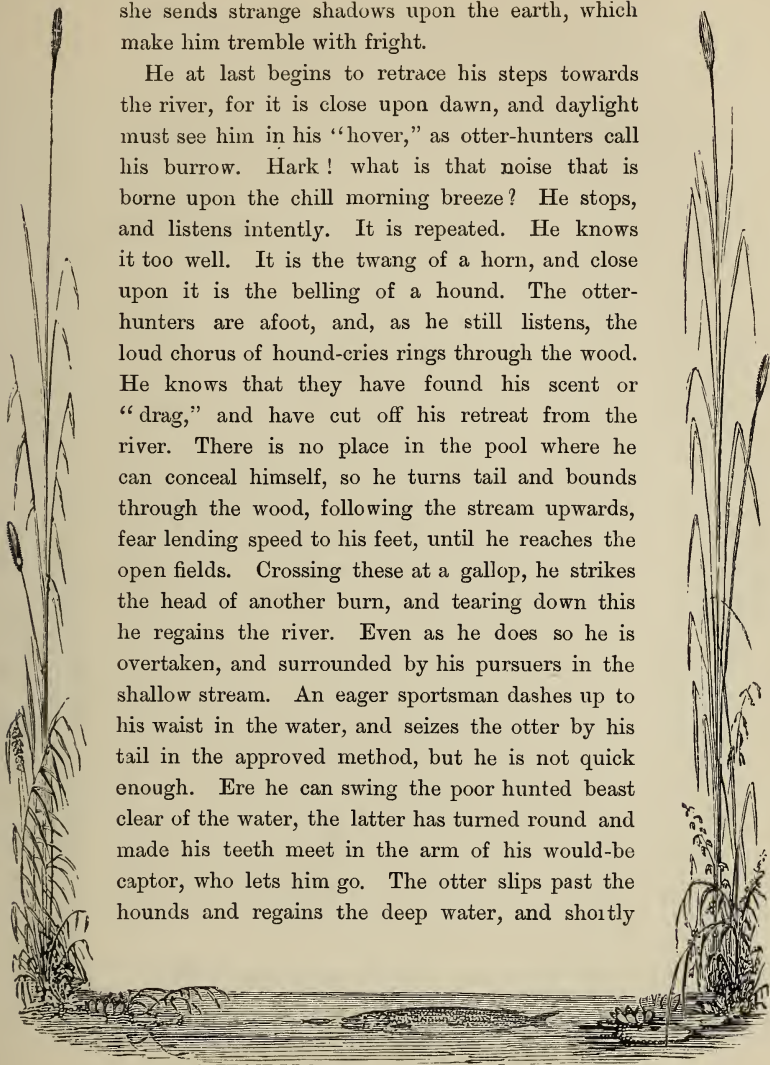 she sends strange shadows upon the earth, which
make him tremble with fright.
He at last begins to retrace his steps towards
the river, for it is close upon dawn, and daylight
must see him in his “hover,” as otter-hunters call
his burrow. Hark ! what is that noise that is
borne upon the chill morning breeze ? He stops,
and listens intently. It is repeated. He knows
it too well. It is the twang of a horn, and close
upon it is the belling of a hound. The otter-
hunters are afoot, and, as he still listens, the
loud chorus of hound-cries rings through the wood.
He knows that they have found his scent or
“ drag,” and have cut off his retreat from the
river. There is no place in the pool where he
can conceal himself, so he turns tail and bounds
through the wood, following the stream upwards,
fear lending speed to his feet, until he reaches the
open fields. Crossing these at a gallop, he strikes
the head of another burn, and tearing down this
he regains the river. Even as he does so he is
overtaken, and surrounded by his pursuers in the
shallow stream. An eager sportsman dashes up to
his waist in the water, and seizes the otter by his
tail in the approved method, but he is not quick
enough. Ere he can swing the poor hunted beast
clear of the water, the latter has turned round and
made his teeth meet in the arm of his would-be
captor, who lets him go. The otter slips past the
hounds and regains the deep water, and shortly